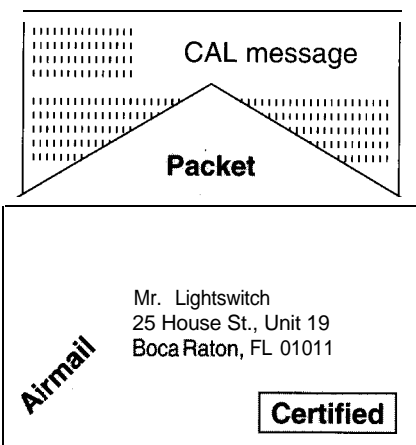 CAL message
Packet
Mr. Lightswitch
25 House St., Unit 19
Boca Raton, FL 01011
Airmail
Certified